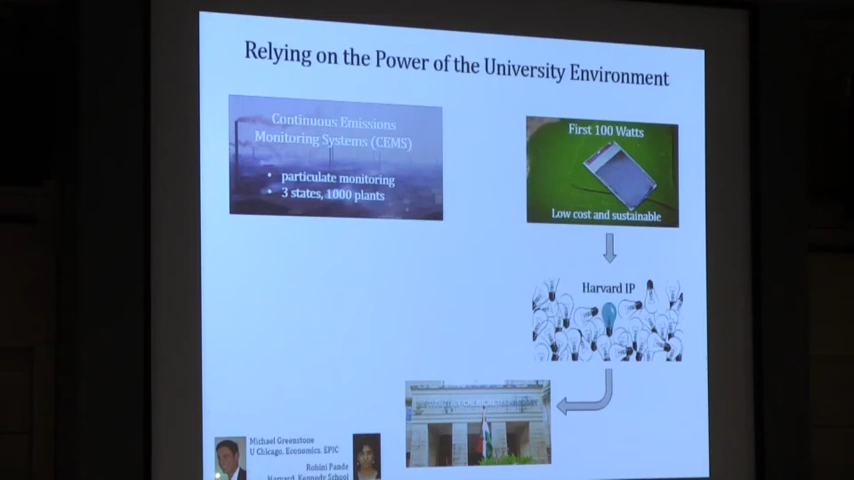 Relying on the Power of the University Environment
Continuous Emissions
Monitoring Systems (CEMS)
• particulate monitoring
• 3 states, 1000 plants
First 100 Watts
Low cost and sustainable
Harvard IP
Michael Greenstone
U Chicago, Economics, EPIC
Rohini Pande
Harvard, Kennedy School